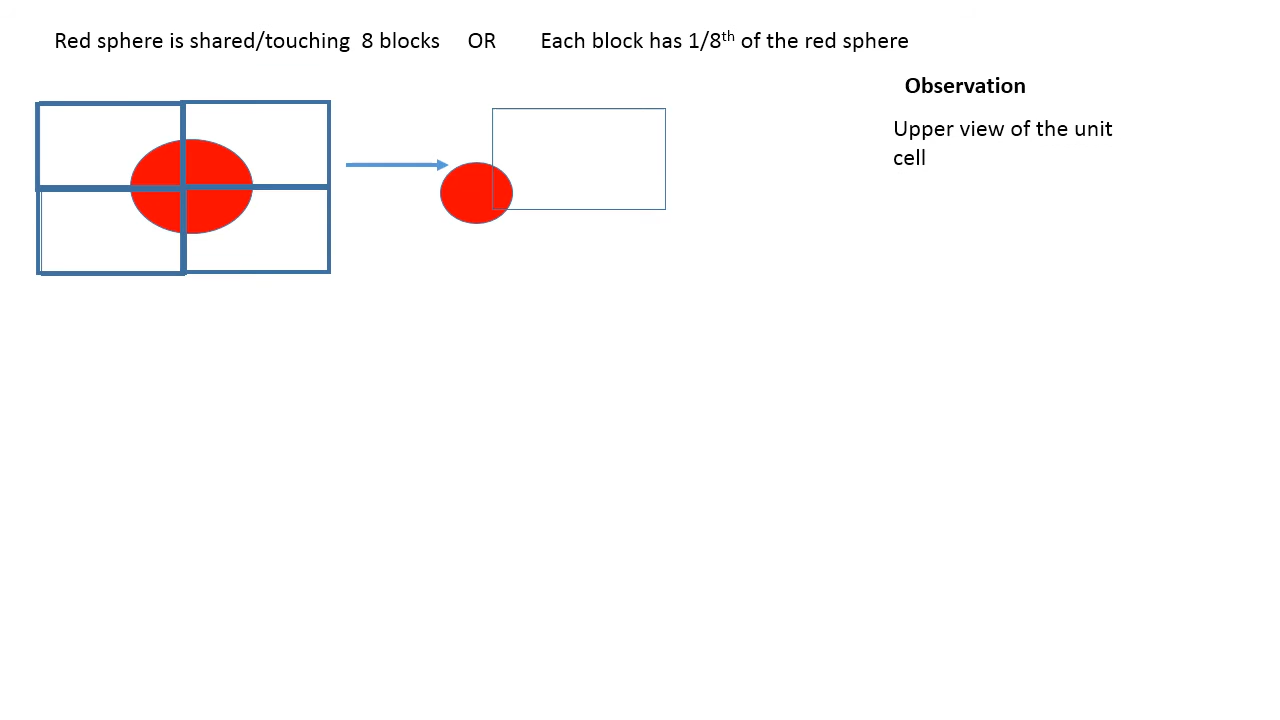 Red sphere is shared/touching 8 blocks OR Each block has 1/8th of the red sphere
Observation
Upper view of the unit
cell